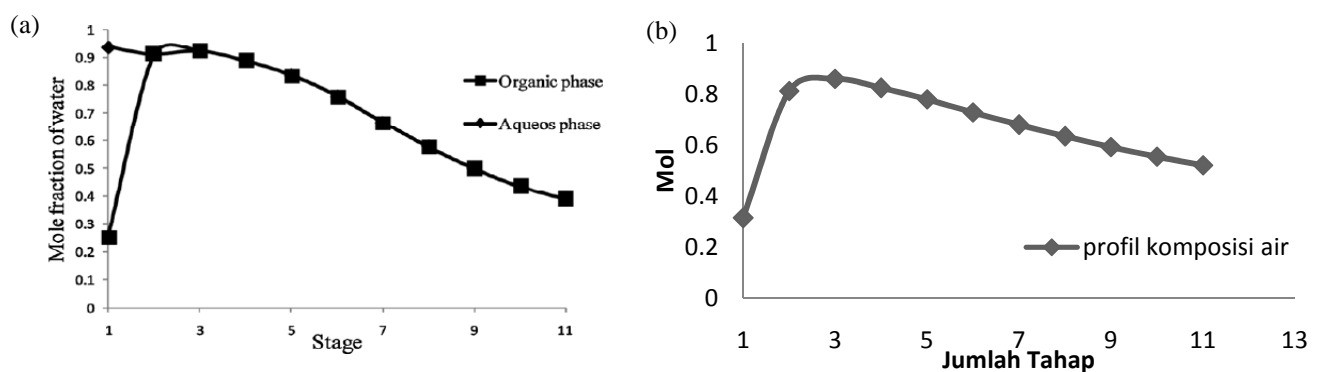 (a)
1
0.9
0.8
0.7
0.6
0.5
0.4
0.3
0.2
0.1
0
Mole fraction of water
Organic phase
Aqueos phase
1 3 5 7 9 11
Stage
(b)
1
0.8
0.6
0.4
0.2
0
Mol
profil komposisi air
1 3 5 7 9 11 13
Jumlah Tahap